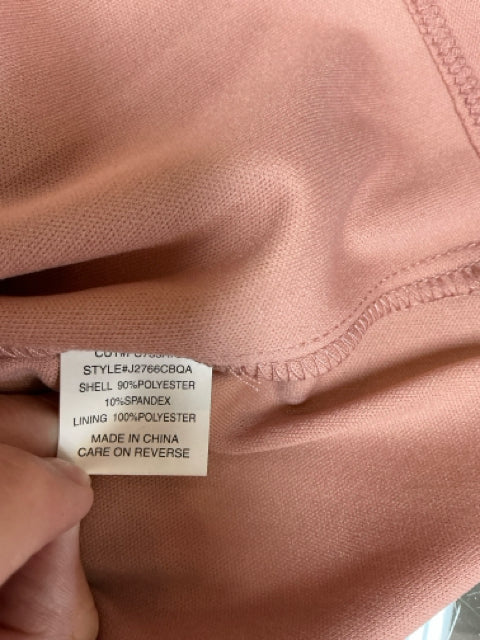 STYLE#J2766CBQA
SHELL 90%POLYESTER
10%SPANDEX
LINING 100%POLYESTER
MADE IN CHINA
CARE ON REVERSE